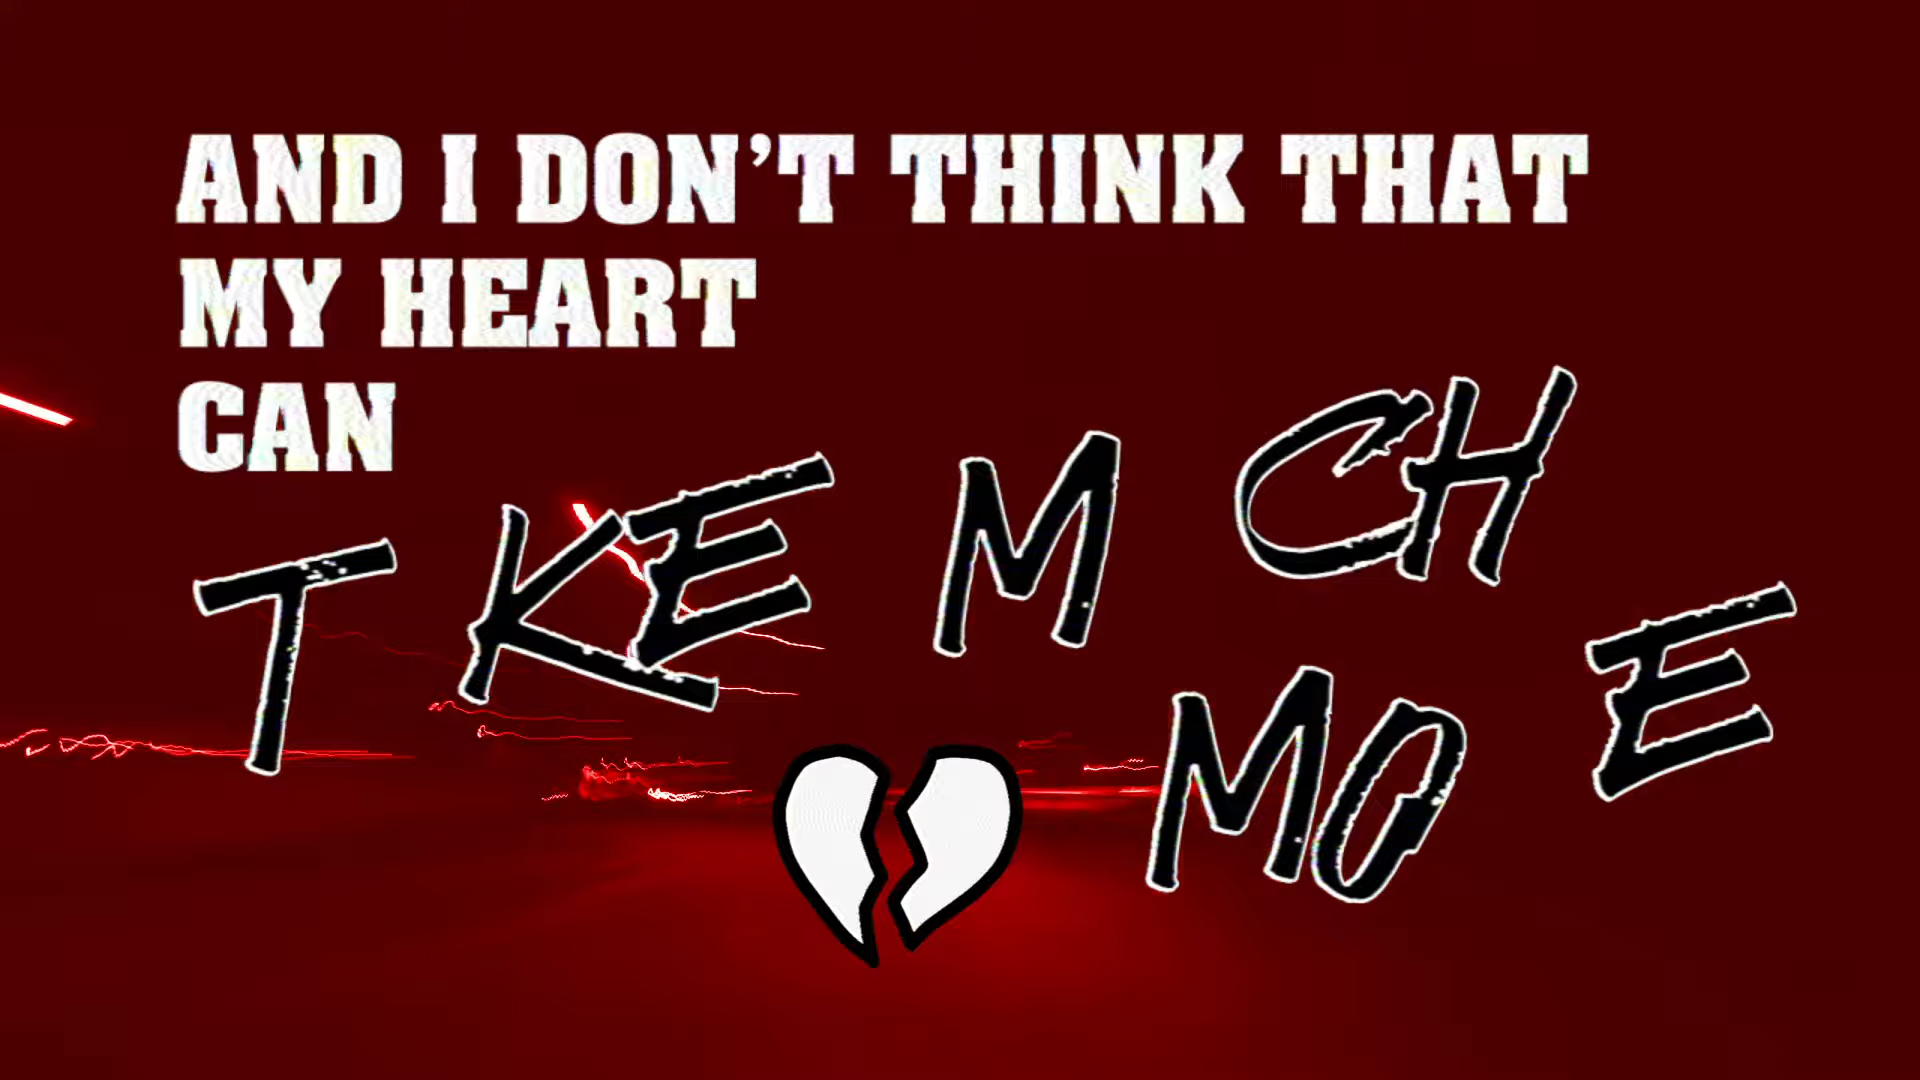 AND I DON’T THINK THAT
MY HEART
CAN
T KE M CH
MO E